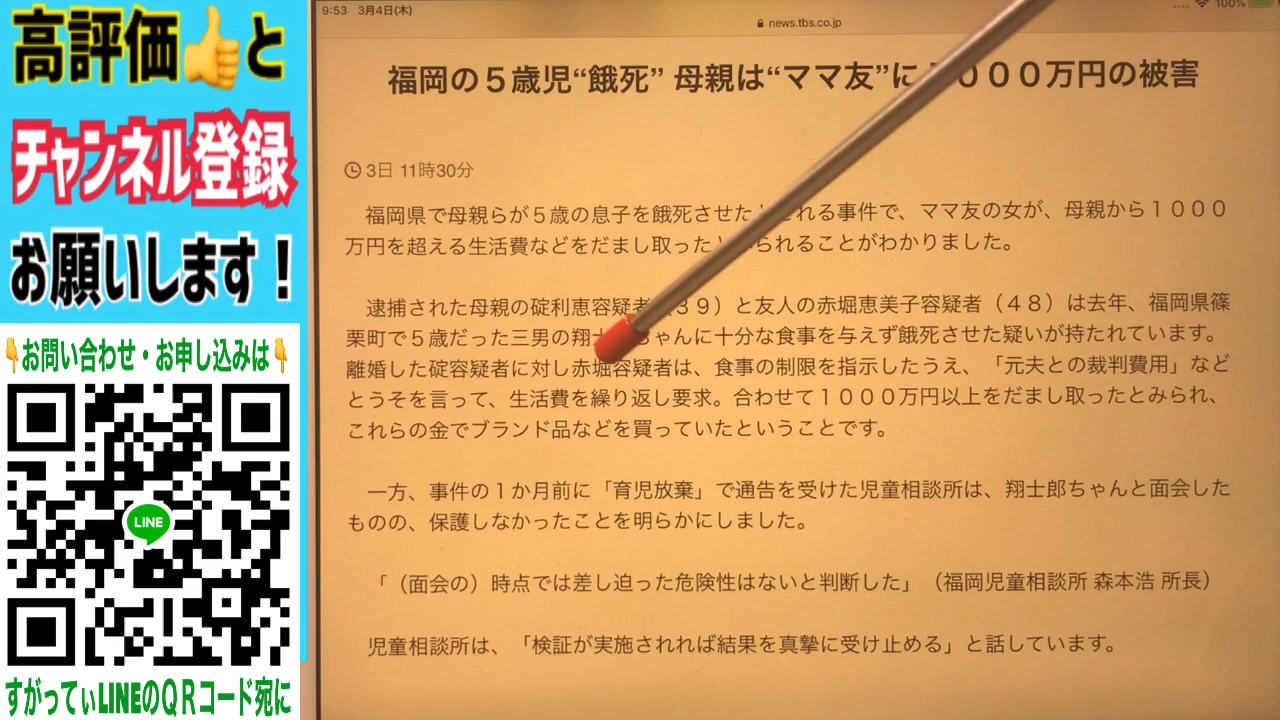 高評価👍と
チャンネル登録
お願いします！
👇お問い合わせ・お申し込みは👇
LINE
すがってぃLINEのQRコード宛に
9:53 3月4日(木)
100%
news.tbs.co.jp
福岡の５歳児“餓死” 母親は“ママ友”に ０００万円の被害
3日 11時30分
福岡県で母親らが５歳の息子を餓死させた される事件で、ママ友の女が、母親から１０００
万円を超える生活費などをだまし取った られることがわかりました。
逮捕された母親の碇利恵容疑者（３９）と友人の赤堀恵美子容疑者（４８）は去年、福岡県篠
栗町で５歳だった三男の翔士 ちゃんに十分な食事を与えず餓死させた疑いが持たれています。
離婚した碇容疑者に対し赤堀容疑者は、食事の制限を指示したうえ、「元夫との裁判費用」など
とうそを言って、生活費を繰り返し要求。合わせて１０００万円以上をだまし取ったとみられ、
これらの金でブランド品などを買っていたということです。
一方、事件の１か月前に「育児放棄」で通告を受けた児童相談所は、翔士郎ちゃんと面会した
ものの、保護しなかったことを明らかにしました。
「（面会の）時点では差し迫った危険性はないと判断した」（福岡児童相談所 森本浩 所長）
児童相談所は、「検証が実施されれば結果を真摯に受け止める」と話しています。